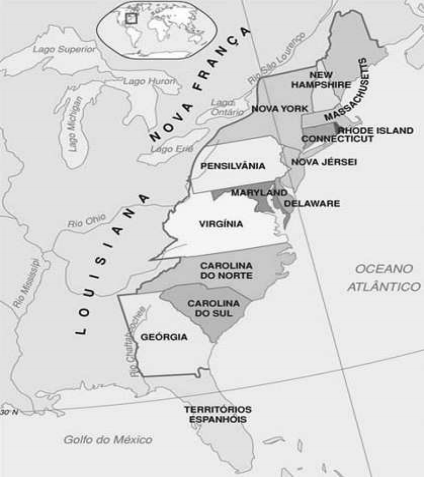 Lago Superior
NOVA FRANÇA
Rio São Lourenço
Lago Huron
Lago Michigan
Lago Ontário
Lago Erie
NEW
HAMPSHIRE
MASSACHUSETTS
NOVA YORK
RHODE ISLAND
CONNECTICUT
PENSILVÂNIA
NOVA JÉRSEI
MARYLAND
DELAWARE
LOUISIANA
Rio Ohio
VIRGÍNIA
Rio Mississipi
CAROLINA
DO NORTE
OCEANO
ATLÂNTICO
CAROLINA
DO SUL
Rio Chattahoochee
GEÓRGIA
30° N
TERRITÓRIOS
ESPANHÓIS
Golfo do México